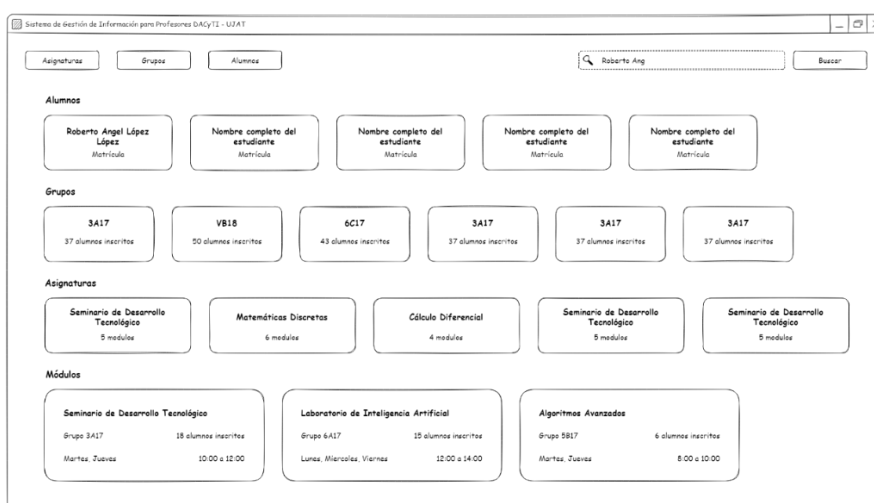 Sistema de Gestión de Información para Profesores DACyTI - UJAT
Asignaturas Grupos Alumnos Roberto Ang Buscar
Alumnos
Roberto Angel López Nombre completo del Nombre completo del Nombre completo del Nombre completo del
López estudiante estudiante estudiante estudiante
Matrícula Matrícula Matrícula Matrícula Matrícula
Grupos
3A17 VB18 6C17 3A17 3A17 3A17
37 alumnos inscritos 50 alumnos inscritos 43 alumnos inscritos 37 alumnos inscritos 37 alumnos inscritos 37 alumnos inscritos
Asignaturas
Seminario de Desarrollo Matemáticas Discretas Cálculo Diferencial Seminario de Desarrollo Seminario de Desarrollo
Tecnológico Tecnológico Tecnológico
5 modulos 6 modulos 4 modulos 5 modulos 5 modulos
Módulos
Seminario de Desarrollo Tecnológico Laboratorio de Inteligencia Artificial Algoritmos Avanzados
Grupo 3A17 18 alumnos inscritos Grupo 6A17 15 alumnos inscritos Grupo 5B17 6 alumnos inscritos
Martes, Jueves 10:00 a 12:00 Lunes, Miercoles, Viernes 12:00 a 14:00 Martes, Jueves 8:00 a 10:00